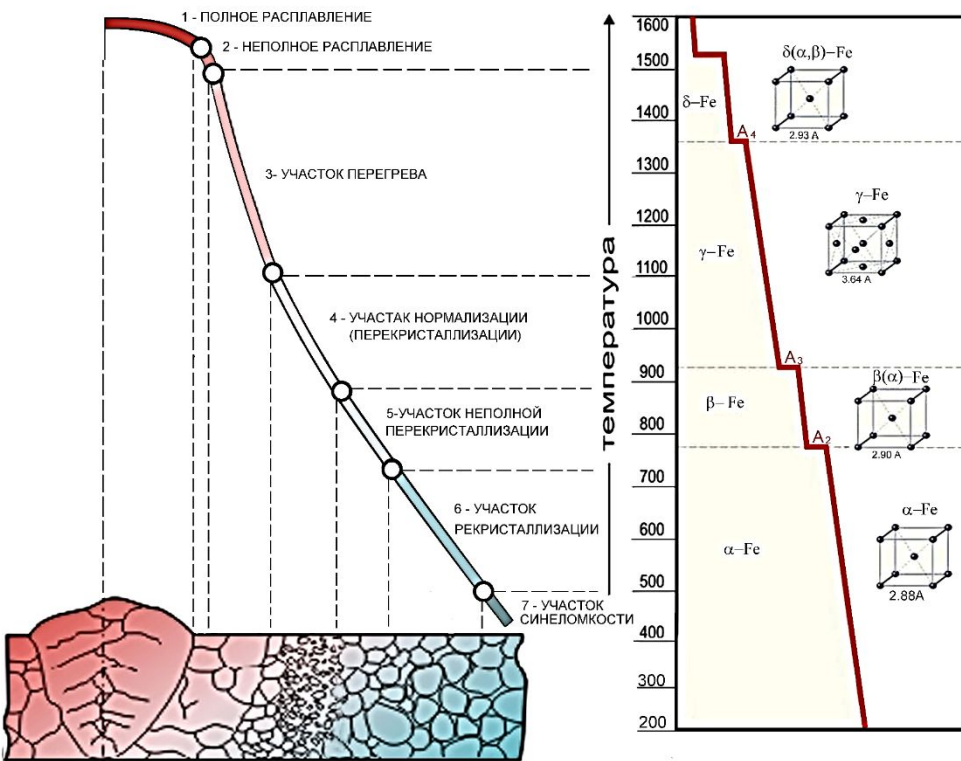 1 - ПОЛНОЕ РАСПЛАВЛЕНИЕ
2 - НЕПОЛНОЕ РАСПЛАВЛЕНИЕ
3- УЧАСТОК ПЕРЕГРЕВА
4 - УЧАСТАК НОРМАЛИЗАЦИИ
(ПЕРЕКРИСТАЛЛИЗАЦИИ)
5-УЧАСТОК НЕПОЛНОЙ
ПЕРЕКРИСТАЛЛИЗАЦИИ
6 - УЧАСТОК
РЕКРИСТАЛЛИЗАЦИИ
7 - УЧАСТОК
СИНЕЛОМКОСТИ
температура
1600
1500
1400
1300
1200
1100
1000
900
800
700
600
500
400
300
200
δ–Fe
A4
γ–Fe
A3
β– Fe
A2
α–Fe
δ(α,β)–Fe
2.93 A
γ–Fe
3.64 A
β(α)–Fe
2.90 A
α–Fe
2.88A